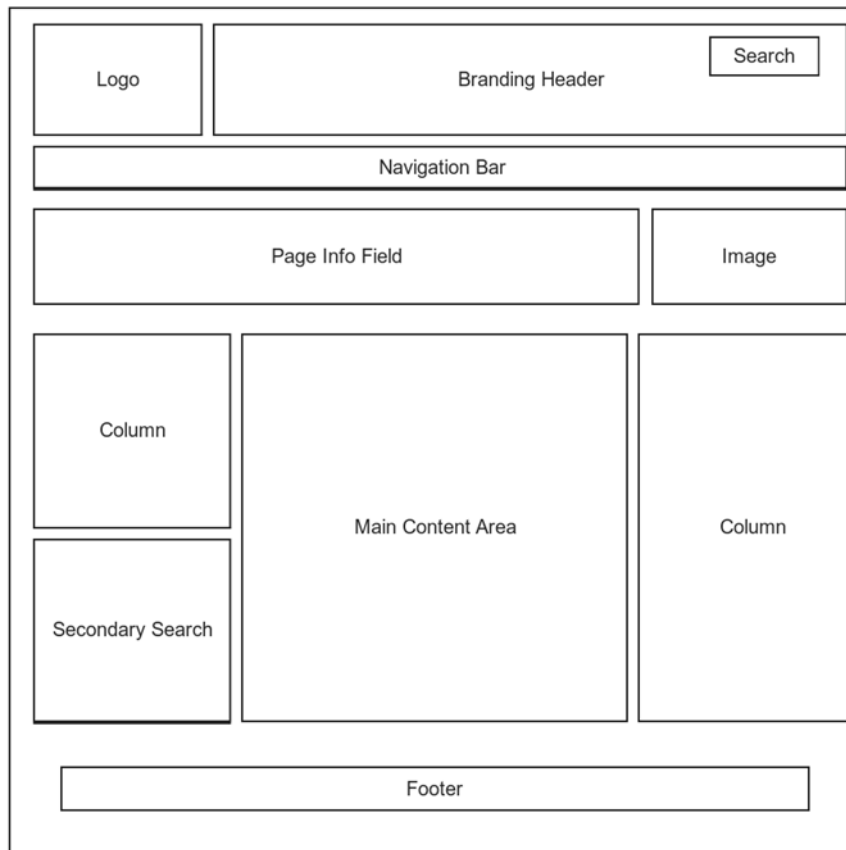 Logo
Branding Header
Search
Navigation Bar
Page Info Field
Image
Column
Main Content Area
Column
Secondary Search
Footer